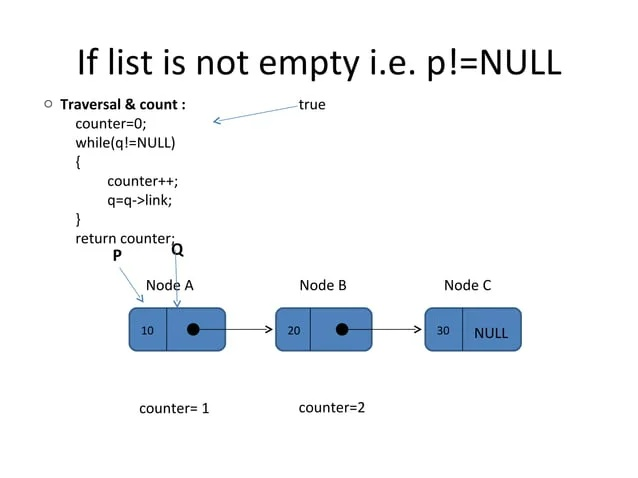 If list is not empty i.e. p!=NULL
Traversal & count :
true
counter=0;
while(q!=NULL)
{
counter++;
q=q->link;
}
return counter;
P
Q
Node A
Node B
Node C
10
20
30
NULL
counter= 1
counter=2